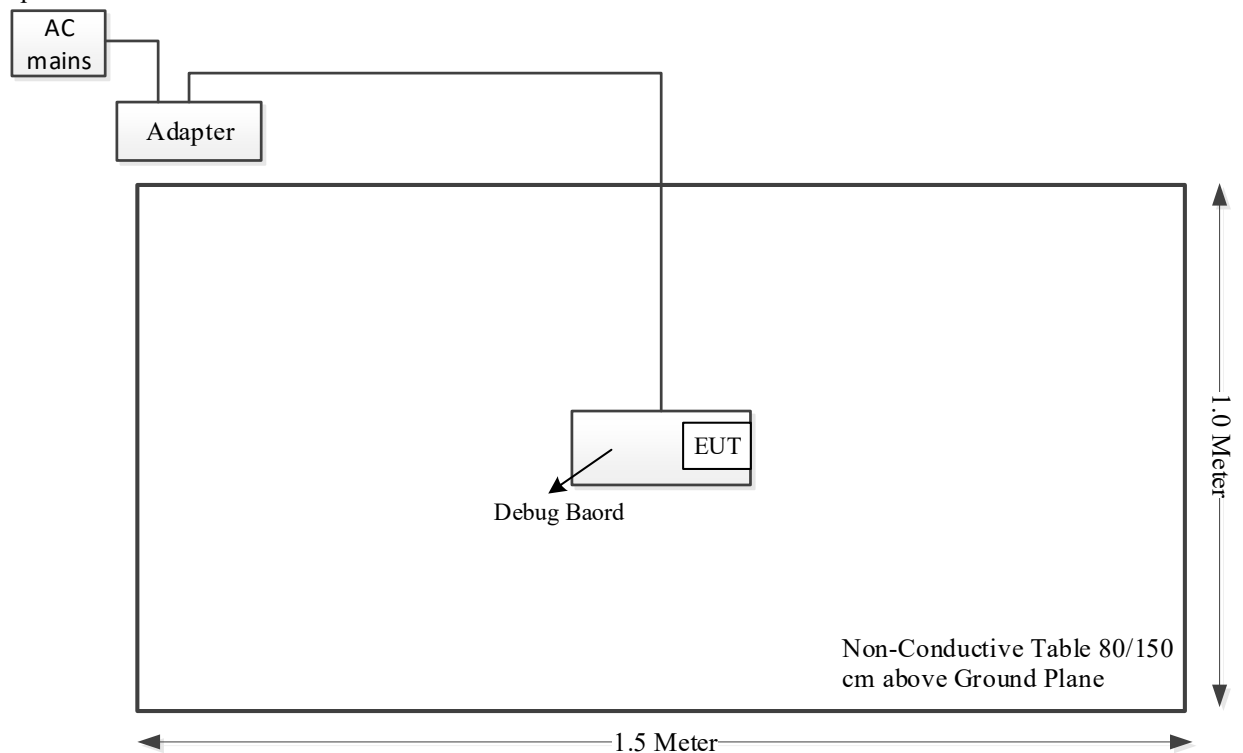 AC
mains
Adapter
EUT
Debug Baord
1.0 Meter
Non-Conductive Table 80/150
cm above Ground Plane
1.5 Meter